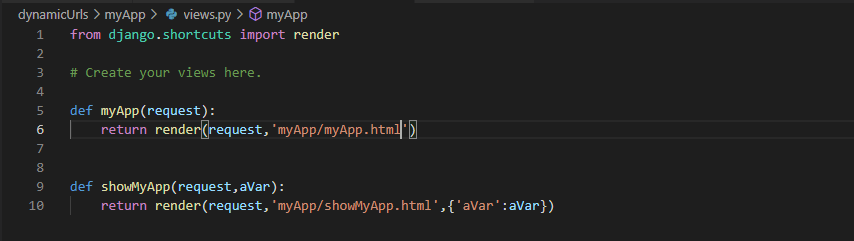 dynamicUrls > myApp > views.py > myApp
1 from django.shortcuts import render
2
3 # Create your views here.
4
5 def myApp(request):
6     return render(request,'myApp/myApp.html')
7
8
9 def showMyApp(request,aVar):
10     return render(request,'myApp/showMyApp.html',{'aVar':aVar})